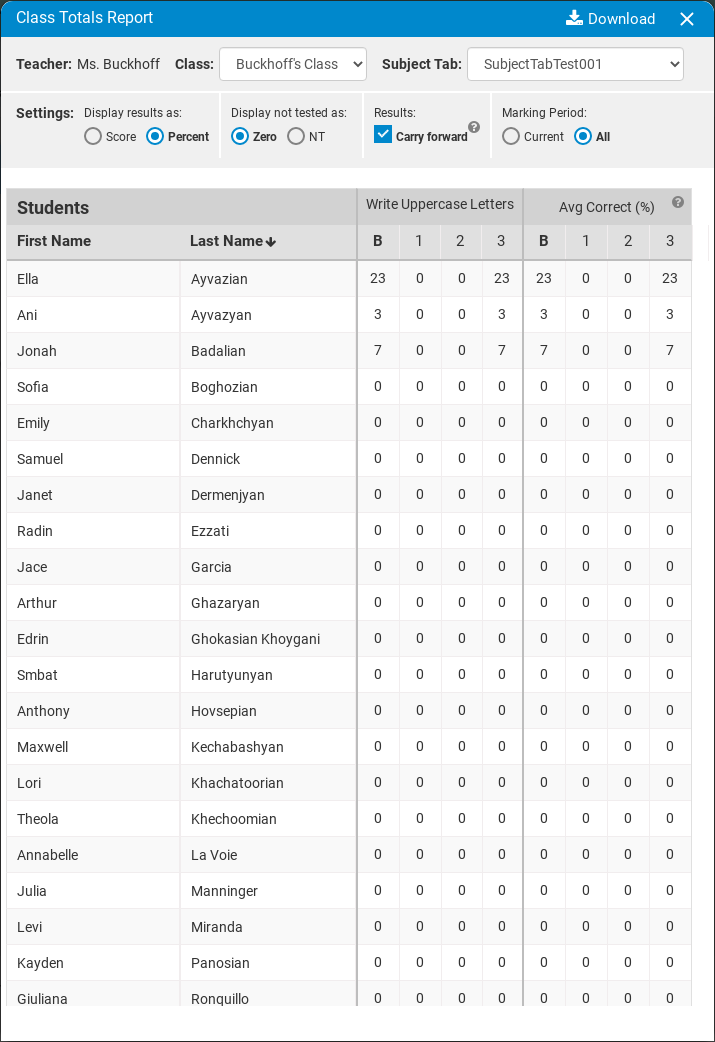 Class Totals Report Download
Teacher: Ms. Buckhoff Class: Buckhoff's Class Subject Tab: SubjectTabTest001
Settings: Display results as: Display not tested as: Results: Marking Period:
Score Percent Zero NT Carry forward ? Current All
Students Write Uppercase Letters Avg Correct (%) ?
First Name Last Name B 1 2 3 B 1 2 3
Ella Ayvazian 23 0 0 23 23 0 0 23
Ani Ayvazyan 3 0 0 3 3 0 0 3
Jonah Badalian 7 0 0 7 7 0 0 7
Sofia Boghozian 0 0 0 0 0 0 0 0
Emily Charkhchyan 0 0 0 0 0 0 0 0
Samuel Dennick 0 0 0 0 0 0 0 0
Janet Dermenjyan 0 0 0 0 0 0 0 0
Radin Ezzati 0 0 0 0 0 0 0 0
Jace Garcia 0 0 0 0 0 0 0 0
Arthur Ghazaryan 0 0 0 0 0 0 0 0
Edrin Ghokasian Khoygani 0 0 0 0 0 0 0 0
Smbat Harutyunyan 0 0 0 0 0 0 0 0
Anthony Hovsepian 0 0 0 0 0 0 0 0
Maxwell Kechabashyan 0 0 0 0 0 0 0 0
Lori Khachatoorian 0 0 0 0 0 0 0 0
Theola Khechoomian 0 0 0 0 0 0 0 0
Annabelle La Voie 0 0 0 0 0 0 0 0
Julia Manninger 0 0 0 0 0 0 0 0
Levi Miranda 0 0 0 0 0 0 0 0
Kayden Panosian 0 0 0 0 0 0 0 0
Giuliana Ronquillo 0 0 0 0 0 0 0 0